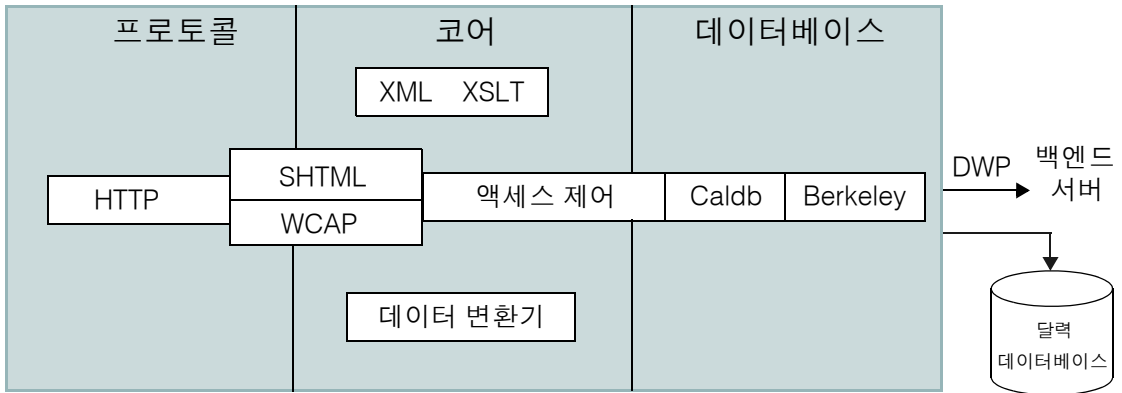 프로토콜
코어
데이터베이스
XML XSLT
HTTP
SHTML
WCAP
액세스 제어
Caldb
Berkeley
DWP
백엔드
서버
데이터 변환기
달력
데이터베이스